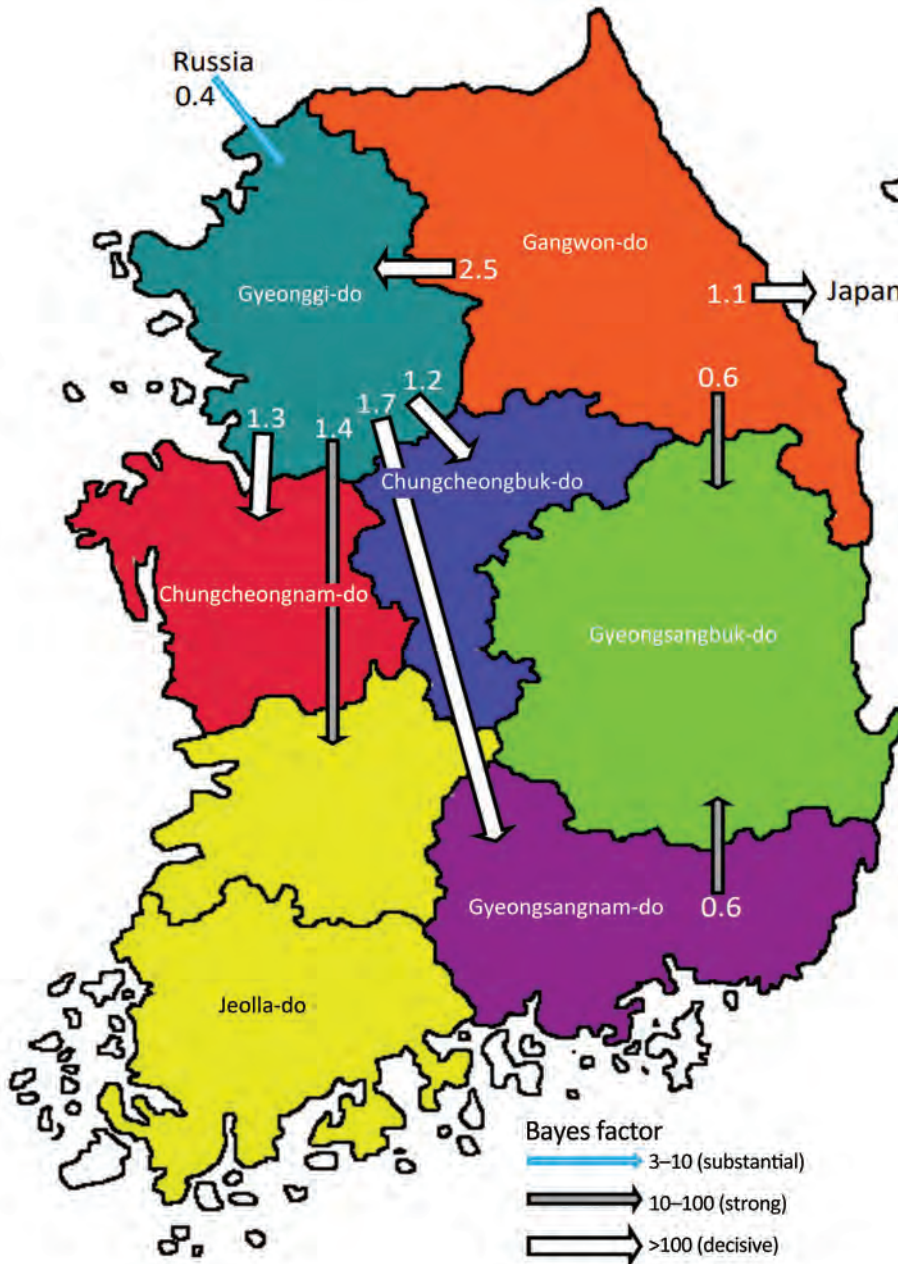 Russia
0.4
Gangwon-do
2.5
Gyeonggi-do
1.1
Japan
1.2
0.6
1.7
1.3
1.4
Chungcheongbuk-do
Chungcheongnam-do
Gyeongsangbuk-do
Gyeongsangnam-do
0.6
Jeolla-do
Bayes factor
3–10 (substantial)
10–100 (strong)
>100 (decisive)